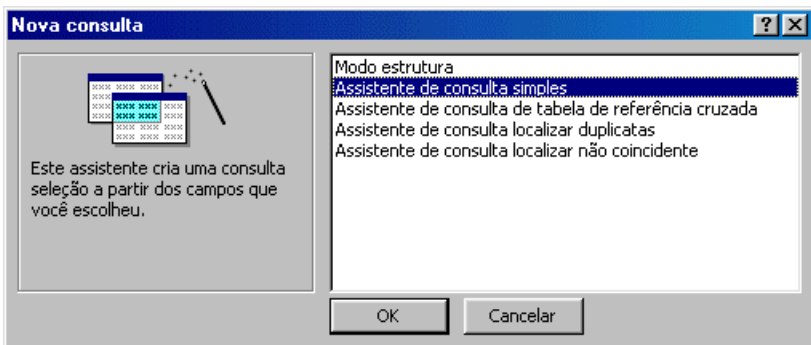 Nova consulta
Este assistente cria uma consulta
seleção a partir dos campos que
você escolheu.
Modo estrutura
Assistente de consulta simples
Assistente de consulta de tabela de referência cruzada
Assistente de consulta localizar duplicatas
Assistente de consulta localizar não coincidente
OK
Cancelar